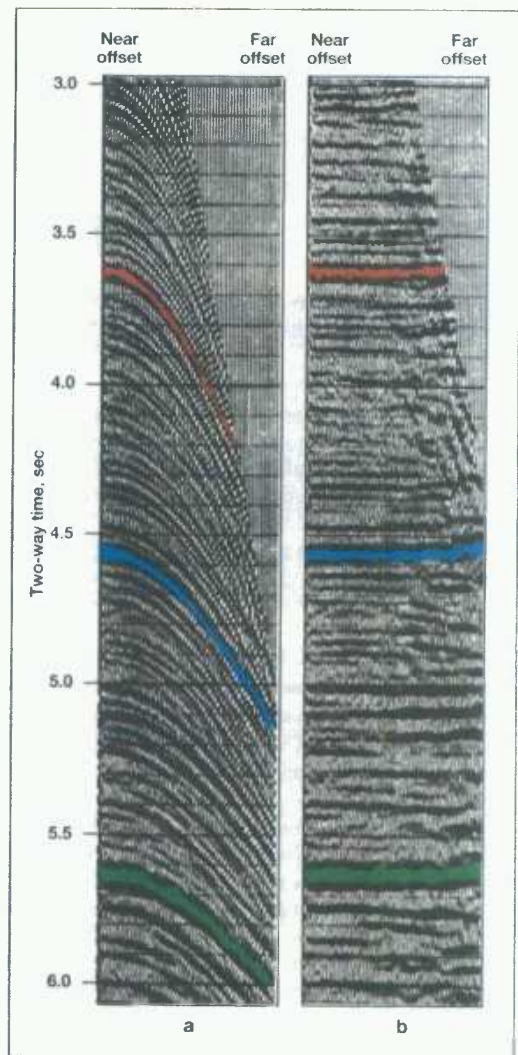 Near offset
Far offset
Near offset
Far offset
3.0
3.5
4.0
4.5
5.0
5.5
6.0
Two-way time, sec
a
b